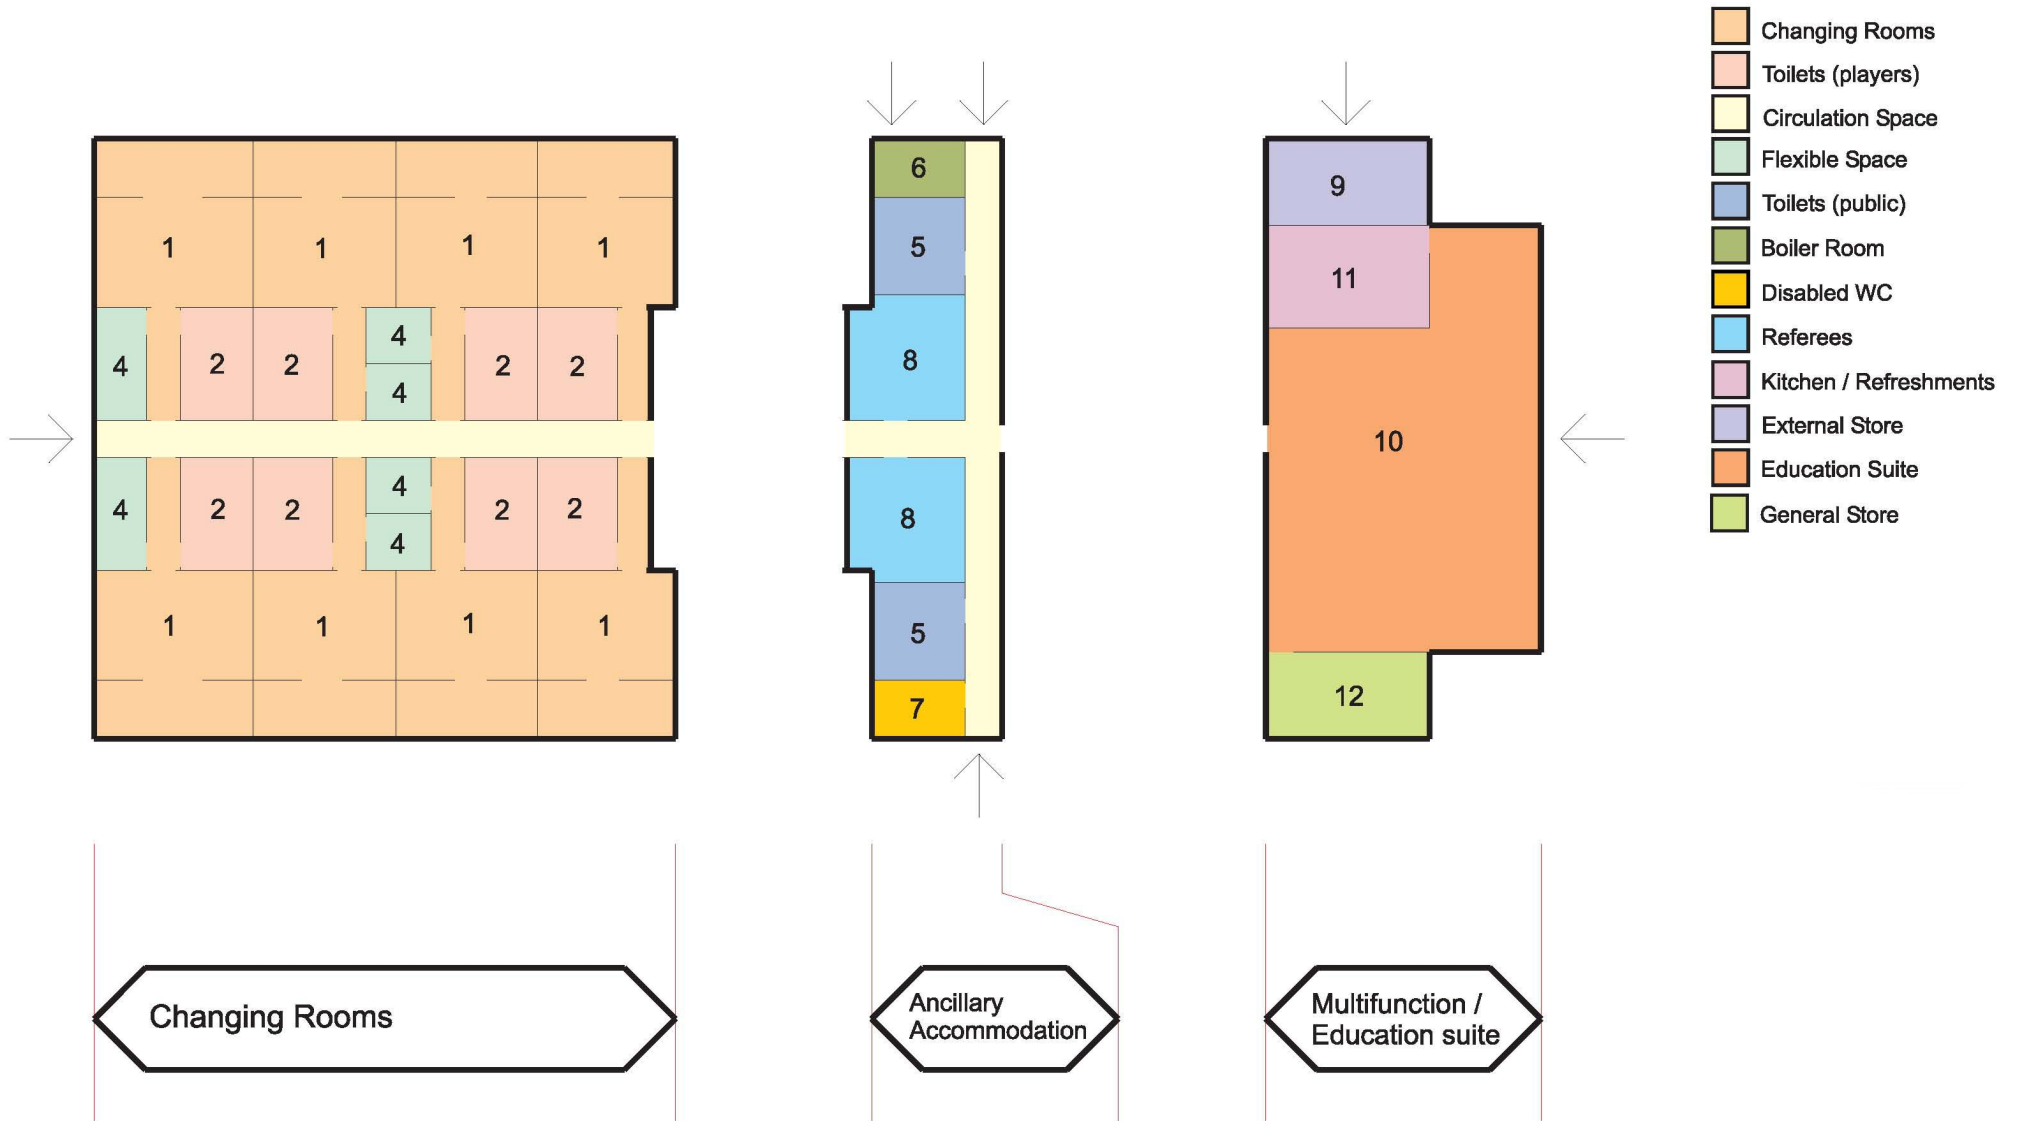 Changing Rooms
Toilets (players)
Circulation Space
Flexible Space
Toilets (public)
Boiler Room
Disabled WC
Referees
Kitchen / Refreshments
External Store
Education Suite
General Store
1 1 1 1
4 2 2 4 2 2
4
4 2 2 4 2 2
4
1 1 1 1
6
5
8
8
5
7
9
11
10
12
Changing Rooms
Ancillary
Accommodation
Multifunction /
Education suite